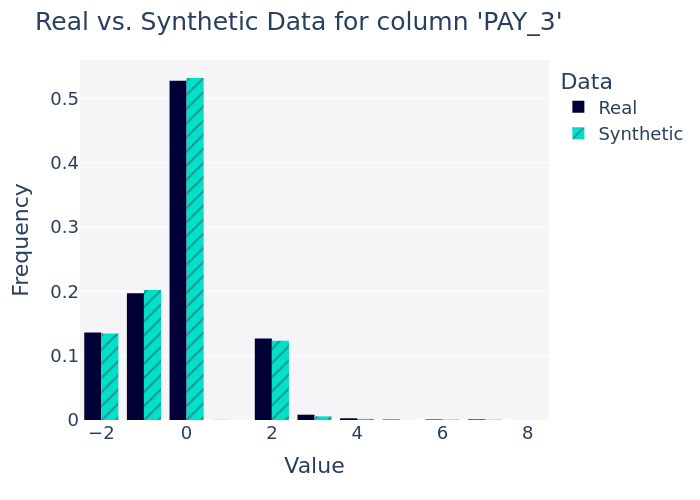 Real vs. Synthetic Data for column 'PAY_3'
Data
Real
Synthetic
Frequency
0.5
0.4
0.3
0.2
0.1
0
−2
0
2
4
6
8
Value